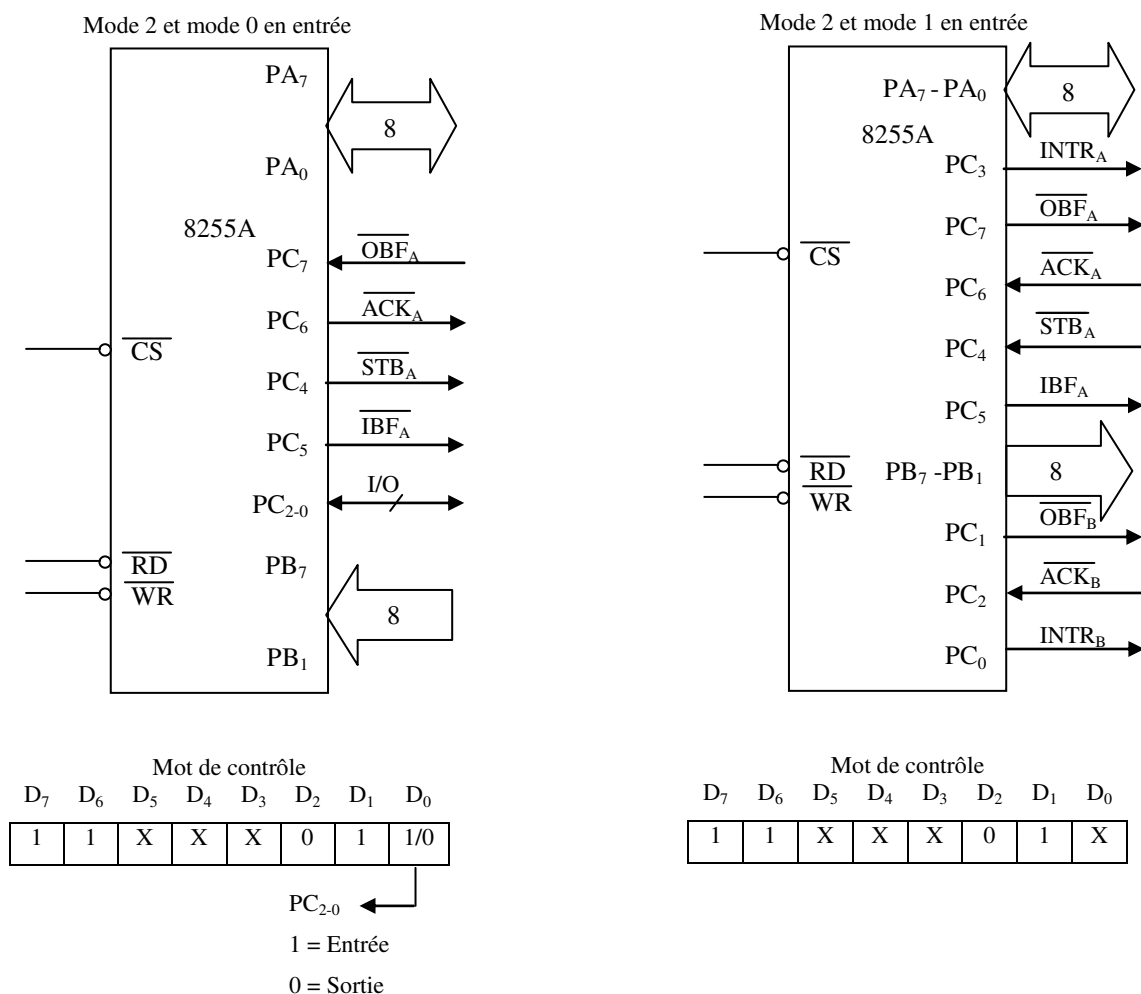 Mode 2 et mode 0 en entrée
PA7
8
PA0
8255A
PC7
OBFA
PC6
ACKA
CS
PC4
STBA
PC5
IBFA
PC2-0
I/O
RD
WR
PB7
8
PB1
Mot de contrôle
D7 D6 D5 D4 D3 D2 D1 D0
1 1 X X X 0 1 1/0
PC2-0
1 = Entrée
0 = Sortie
Mode 2 et mode 1 en entrée
PA7 - PA0
8
8255A
PC3
INTRA
PC7
OBFA
CS
PC6
ACKA
PC4
STBA
PC5
IBFA
RD
WR
PB7 -PB1
8
PC1
OBFB
PC2
ACKB
PC0
INTRB
Mot de contrôle
D7 D6 D5 D4 D3 D2 D1 D0
1 1 X X X 0 1 X